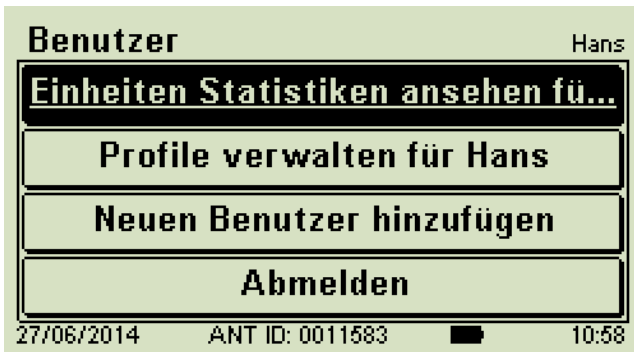 Benutzer Hans
Einheiten Statistiken ansehen fü...
Profile verwalten für Hans
Neuen Benutzer hinzufügen
Abmelden
27/06/2014 ANT ID: 0011583 10:58